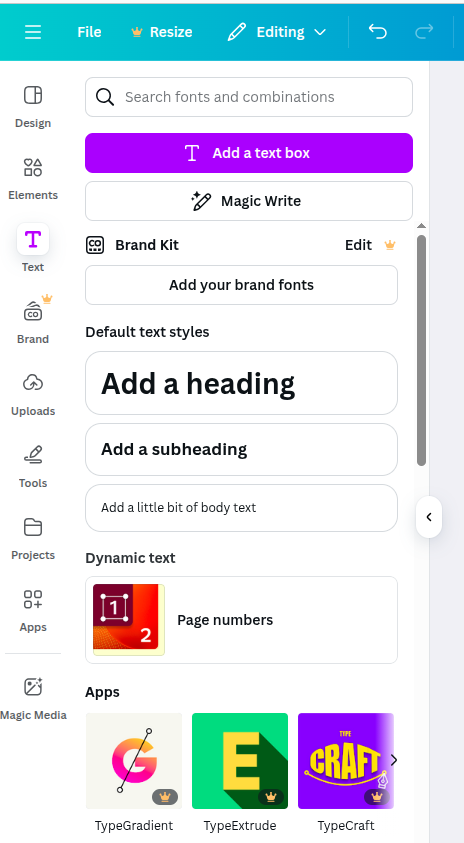 File Resize Editing
Design
Elements
Text
Brand
Uploads
Tools
Projects
Apps
Magic Media
Search fonts and combinations
Add a text box
Magic Write
Brand Kit Edit
Add your brand fonts
Default text styles
Add a heading
Add a subheading
Add a little bit of body text
Dynamic text
1
2
Page numbers
Apps
G
E
TYPE
CRAFT
TypeGradient TypeExtrude TypeCraft